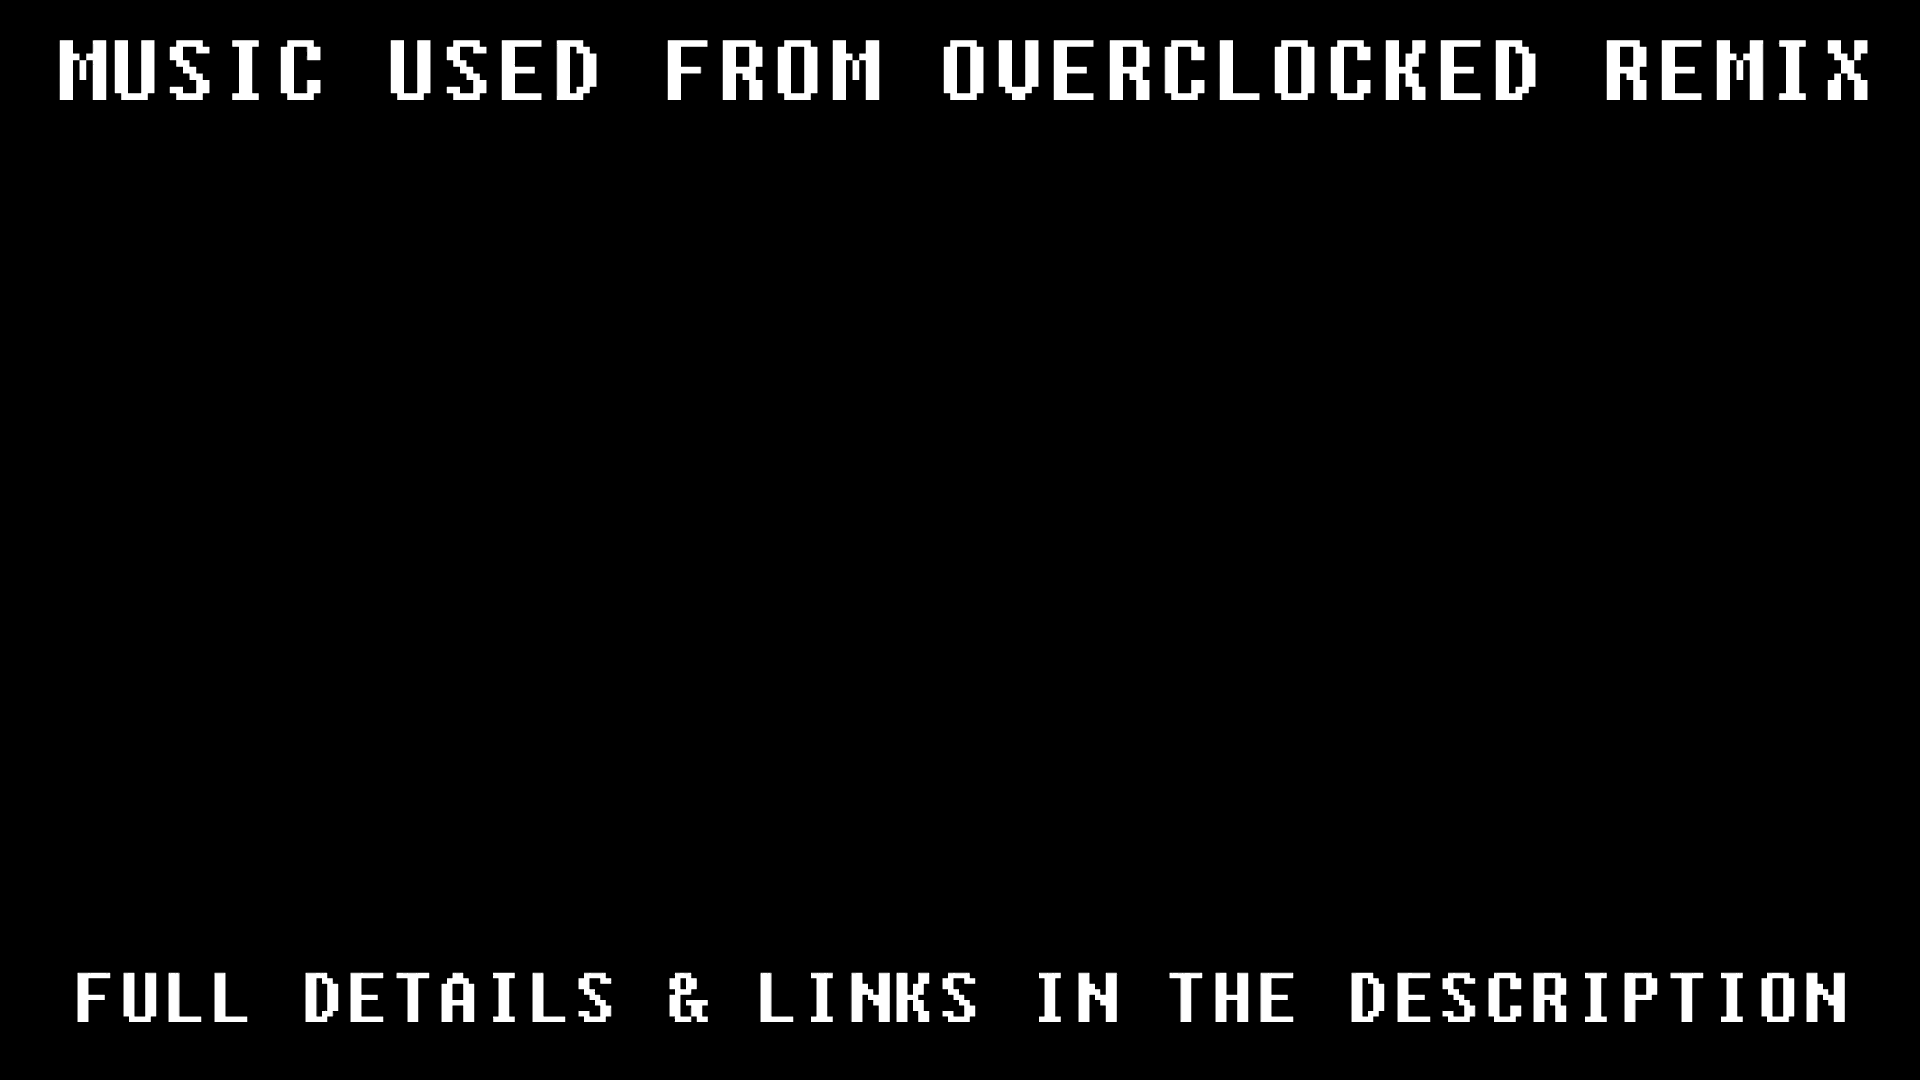 MUSIC USED FROM OVERCLOCKED REMIX
FULL DETAILS & LINKS IN THE DESCRIPTION